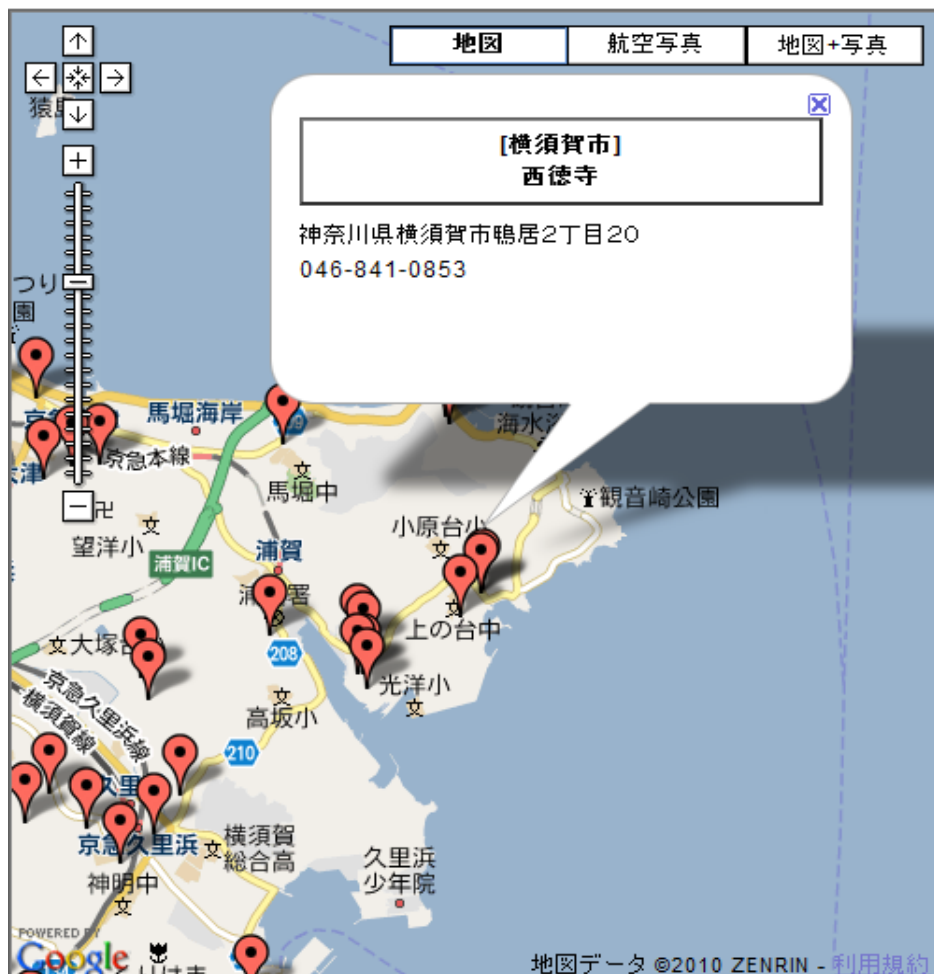 地図
航空写真
地図+写真
[横須賀市]
西徳寺
神奈川県横須賀市鴨居2丁目20
046-841-0853
馬堀海岸
京急本線
馬堀中
観音崎公園
小原台小
望洋小
浦賀
浦賀IC
上の台中
208
光洋小
高坂小
京急久里浜線
横須賀線
210
京急久里浜
横須賀
総合高
久里浜
少年院
神明中
POWERED BY
Google
地図データ ©2010 ZENRIN - 利用規約